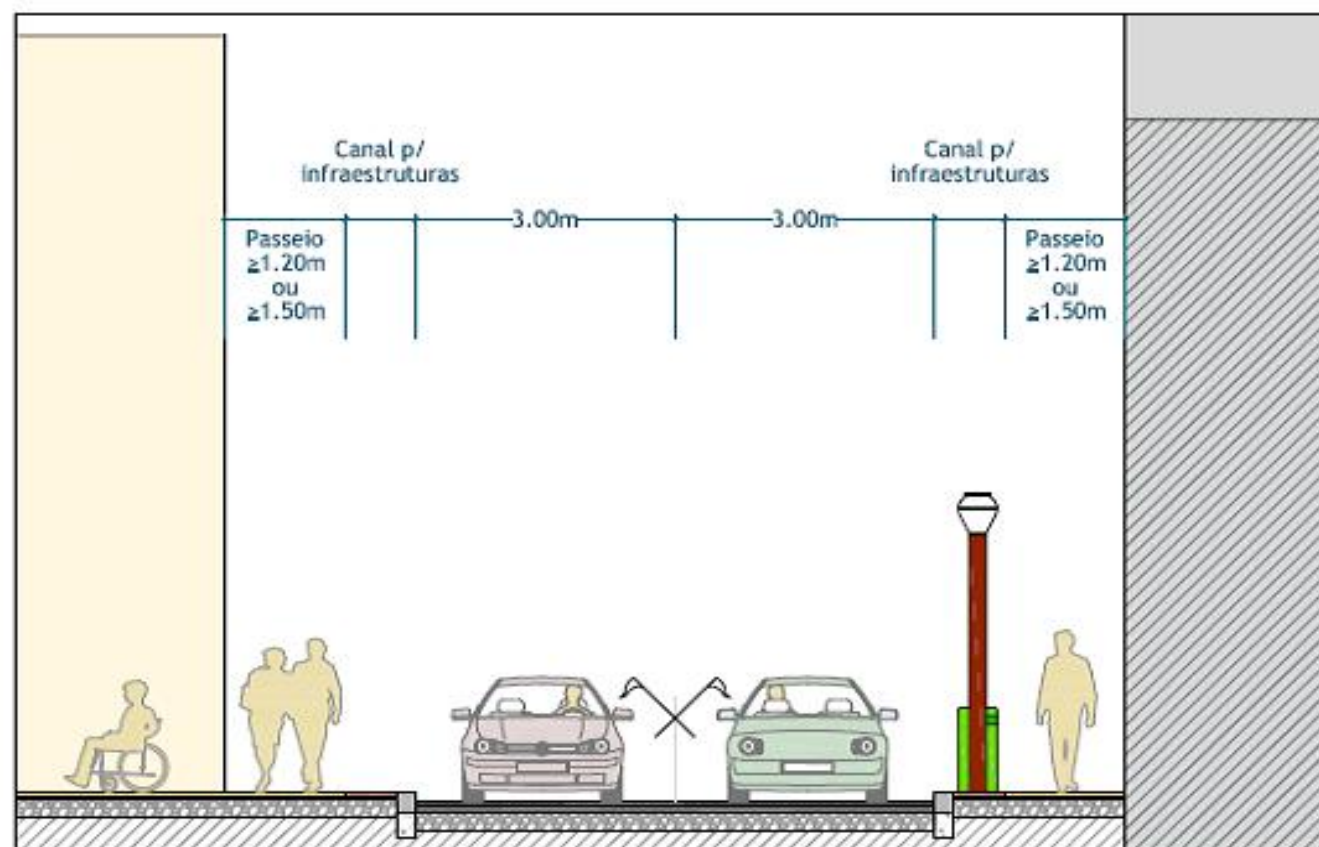 Canal p/
infraestruturas
Canal p/
infraestruturas
3.00m
3.00m
Passeio
≥1.20m
ou
≥1.50m
Passeio
≥1.20m
ou
≥1.50m